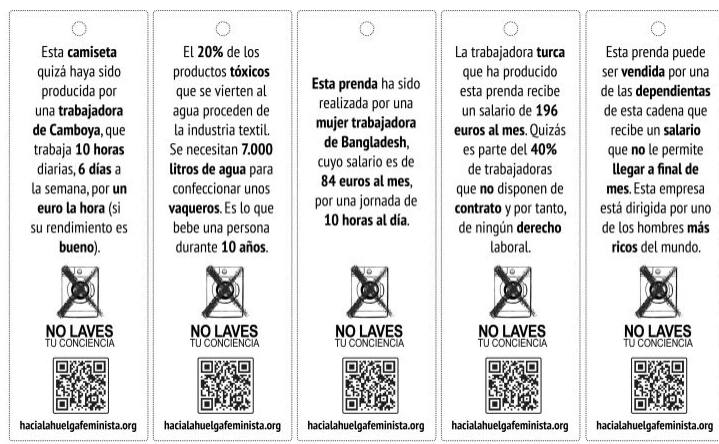 Esta camiseta
quizá haya sido
producida por
una trabajadora
de Camboya, que
trabaja 10 horas
diarias, 6 días a
la semana, por un
euro la hora (si
su rendimiento es
bueno).
NO LAVES
TU CONCIENCIA
hacialahuelgafeminista.org
El 20% de los
productos tóxicos
que se vierten al
agua proceden de
la industria textil.
Se necesitan 7.000
litros de agua para
confeccionar unos
vaqueros. Es lo que
bebe una persona
durante 10 años.
NO LAVES
TU CONCIENCIA
hacialahuelgafeminista.org
Esta prenda ha sido
realizada por una
mujer trabajadora
de Bangladesh,
cuyo salario es de
84 euros al mes,
por una jornada de
10 horas al día.
NO LAVES
TU CONCIENCIA
hacialahuelgafeminista.org
La trabajadora turca
que ha producido
esta prenda recibe
un salario de 196
euros al mes. Quizás
es parte del 40%
de trabajadoras
que no disponen de
contrato y por tanto,
de ningún derecho
laboral.
NO LAVES
TU CONCIENCIA
hacialahuelgafeminista.org
Esta prenda puede
ser vendida por una
de las dependientas
de esta cadena que
recibe un salario
que no le permite
llegar a final de
mes. Esta empresa
está dirigida por uno
de los hombres más
ricos del mundo.
NO LAVES
TU CONCIENCIA
hacialahuelgafeminista.org